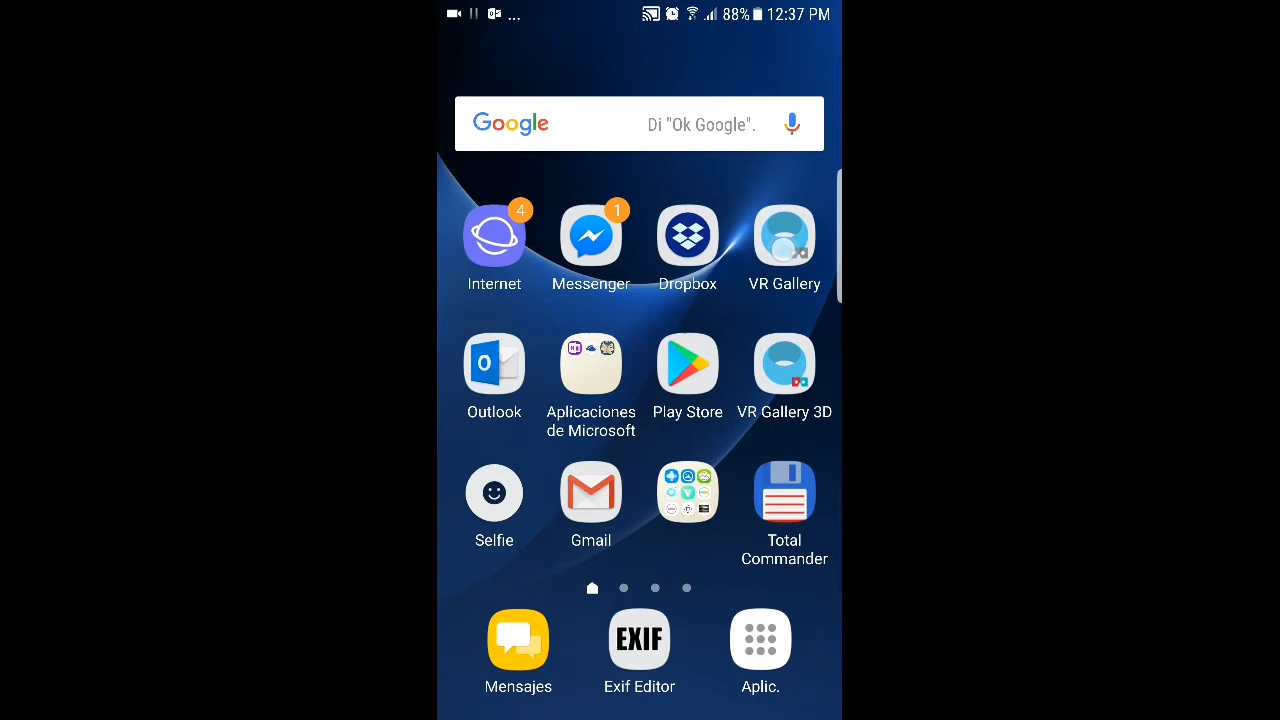 ... 88% 12:37 PM
Google Di "Ok Google".
4 1
Internet Messenger Dropbox VR Gallery
O
Outlook Aplicaciones Play Store VR Gallery 3D
de Microsoft
Selfie Gmail Total
Commander
EXIF
Mensajes Exif Editor Aplic.